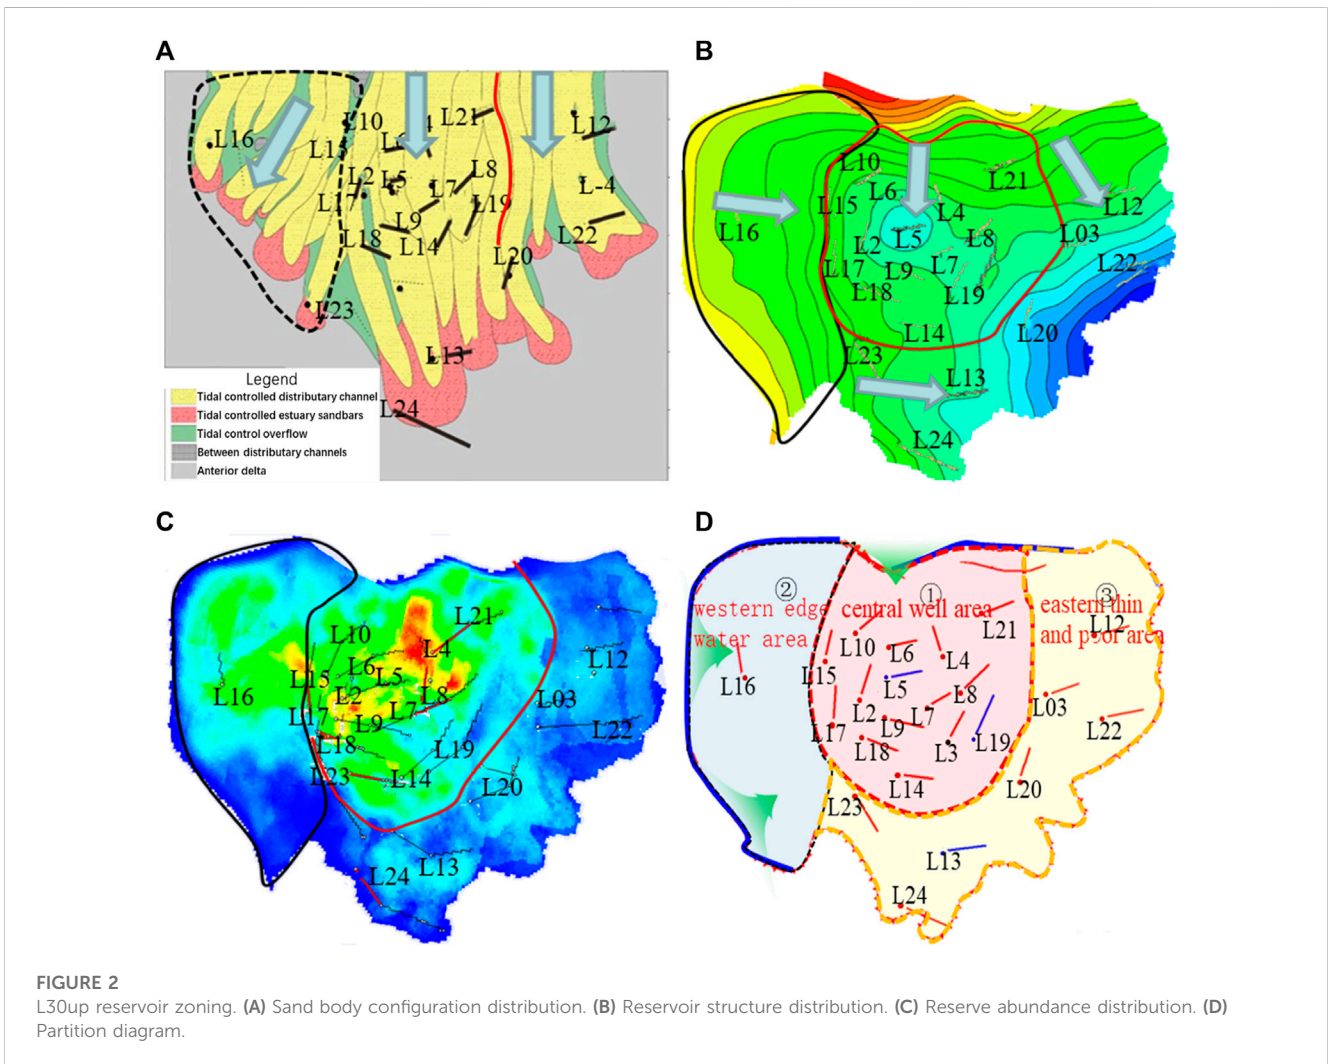 A
L16
L10
L15
L21
L12
L2
L5
L7
L8
L-4
L17
L9
L19
L18
L14
L22
L20
L23
L13
L24
Legend
Tidal controlled distributary channel
Tidal controlled estuary sandbars
Tidal control overflow
Between distributary channels
Anterior delta
B
L10
L21
L6
L15
L4
L12
L16
L5
L8
L03
L2
L7
L22
L17
L9
L18
L19
L14
L20
L23
L13
L24
C
L10
L21
L4
L6
L12
L15
L5
L16
L2
L8
L03
L17
L7
L9
L22
L18
L19
L23
L14
L20
L13
L24
D
② ① ③
western edge central well area eastern thin
water area and poor area
L12
L21
L10
L6
L4
L15
L16
L5
L8
L03
L2
L7
L9
L22
L17
L18
L3
L19
L14
L20
L23
L13
L24
FIGURE 2
L30up reservoir zoning. (A) Sand body configuration distribution. (B) Reservoir structure distribution. (C) Reserve abundance distribution. (D)
Partition diagram.